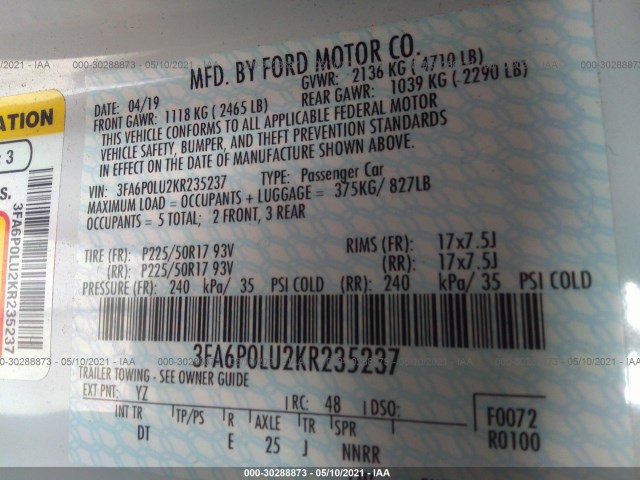 000-30288873 - 05/10/2021 - IAA
MFD. BY FORD MOTOR CO.
DATE: 04/19
GVWR: 2136 KG ( 4710 LB)
FRONT GAWR: 1118 KG ( 2465 LB)
REAR GAWR: 1039 KG ( 2290 LB)
THIS VEHICLE CONFORMS TO ALL APPLICABLE FEDERAL MOTOR
VEHICLE SAFETY, BUMPER, AND THEFT PREVENTION STANDARDS
IN EFFECT ON THE DATE OF MANUFACTURE SHOWN ABOVE.
VIN: 3FA6P0LU2KR235237 TYPE: Passenger Car
MAXIMUM LOAD = OCCUPANTS + LUGGAGE = 375KG/ 827LB
OCCUPANTS = 5 TOTAL; 2 FRONT, 3 REAR
TIRE (FR): P225/50R17 93V RIMS (FR): 17x7.5J
(RR): P225/50R17 93V (RR): 17x7.5J
PRESSURE (FR): 240 kPa/ 35 PSI COLD (RR): 240 kPa/ 35 PSI COLD
3FA6P0LU2KR235237
TRAILER TOWING - SEE OWNER GUIDE
EXT PNT: YZ RC: 48 DSO:
INT TR TP/PS R AXLE TR SPR
DT E 25 J NNRR
F0072
R0100
ATION
3
S.
3FA6P0LU2KR235237
000-30288873 - 05/10/2021 - IAA
000-30288873 - 05/10/2021 - IAA